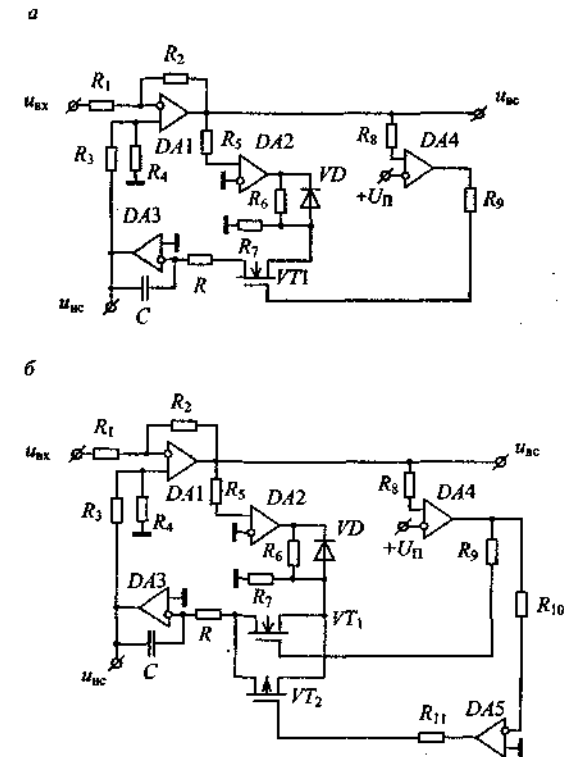 а
R2
R1
uвх
uвс
DA1
R5
DA2
R8
DA4
R3
R4
VD
R6
+Uп
R9
DA3
R7
R
VT1
C
uнс
б
R2
R1
uвх
uвс
DA1
R5
R8
DA4
R3
R4
DA2
VD
R6
+Uп
R9
DA3
R10
R7
R
VT1
C
uнс
VT2
R11
DA5